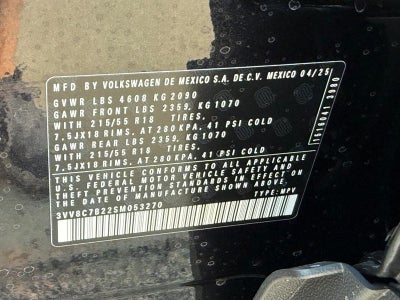 MFD BY VOLKSWAGEN DE MEXICO S.A. DE C.V. MEXICO 04/25
GVWR LBS 4608 KG 2090
GAWR FRONT LBS 2359, KG 1070
WITH 215/55 R18 TIRES,
7.5JX18 RIMS, AT 280 KPA, 41 PSI COLD
GAWR REAR LBS 2359, KG 1070
WITH 215/55 R18 TIRES,
7.5JX18 RIMS, AT 280 KPA, 41 PSI COLD
THIS VEHICLE CONFORMS TO ALL APPLICABLE
U.S. FEDERAL MOTOR VEHICLE SAFETY AND
THEFT PREVENTION STANDARDS IN EFFECT ON
THE DATE OF MANUFACTURE SHOWN ABOVE.
3VV8C7B22SM053270 TYPE: MPV